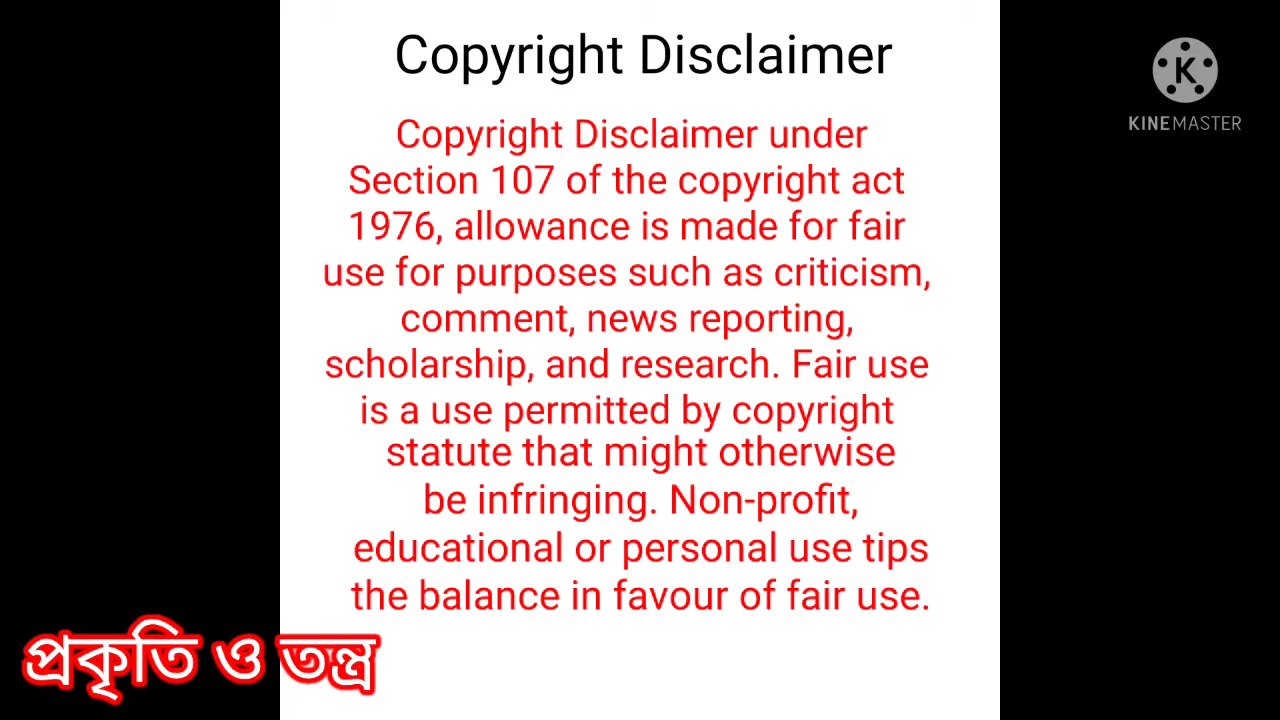 Copyright Disclaimer
KINEMASTER
Copyright Disclaimer under
Section 107 of the copyright act
1976, allowance is made for fair
use for purposes such as criticism,
comment, news reporting,
scholarship, and research. Fair use
is a use permitted by copyright
statute that might otherwise
be infringing. Non-profit,
educational or personal use tips
the balance in favour of fair use.
প্রকৃতি ও তন্ত্র